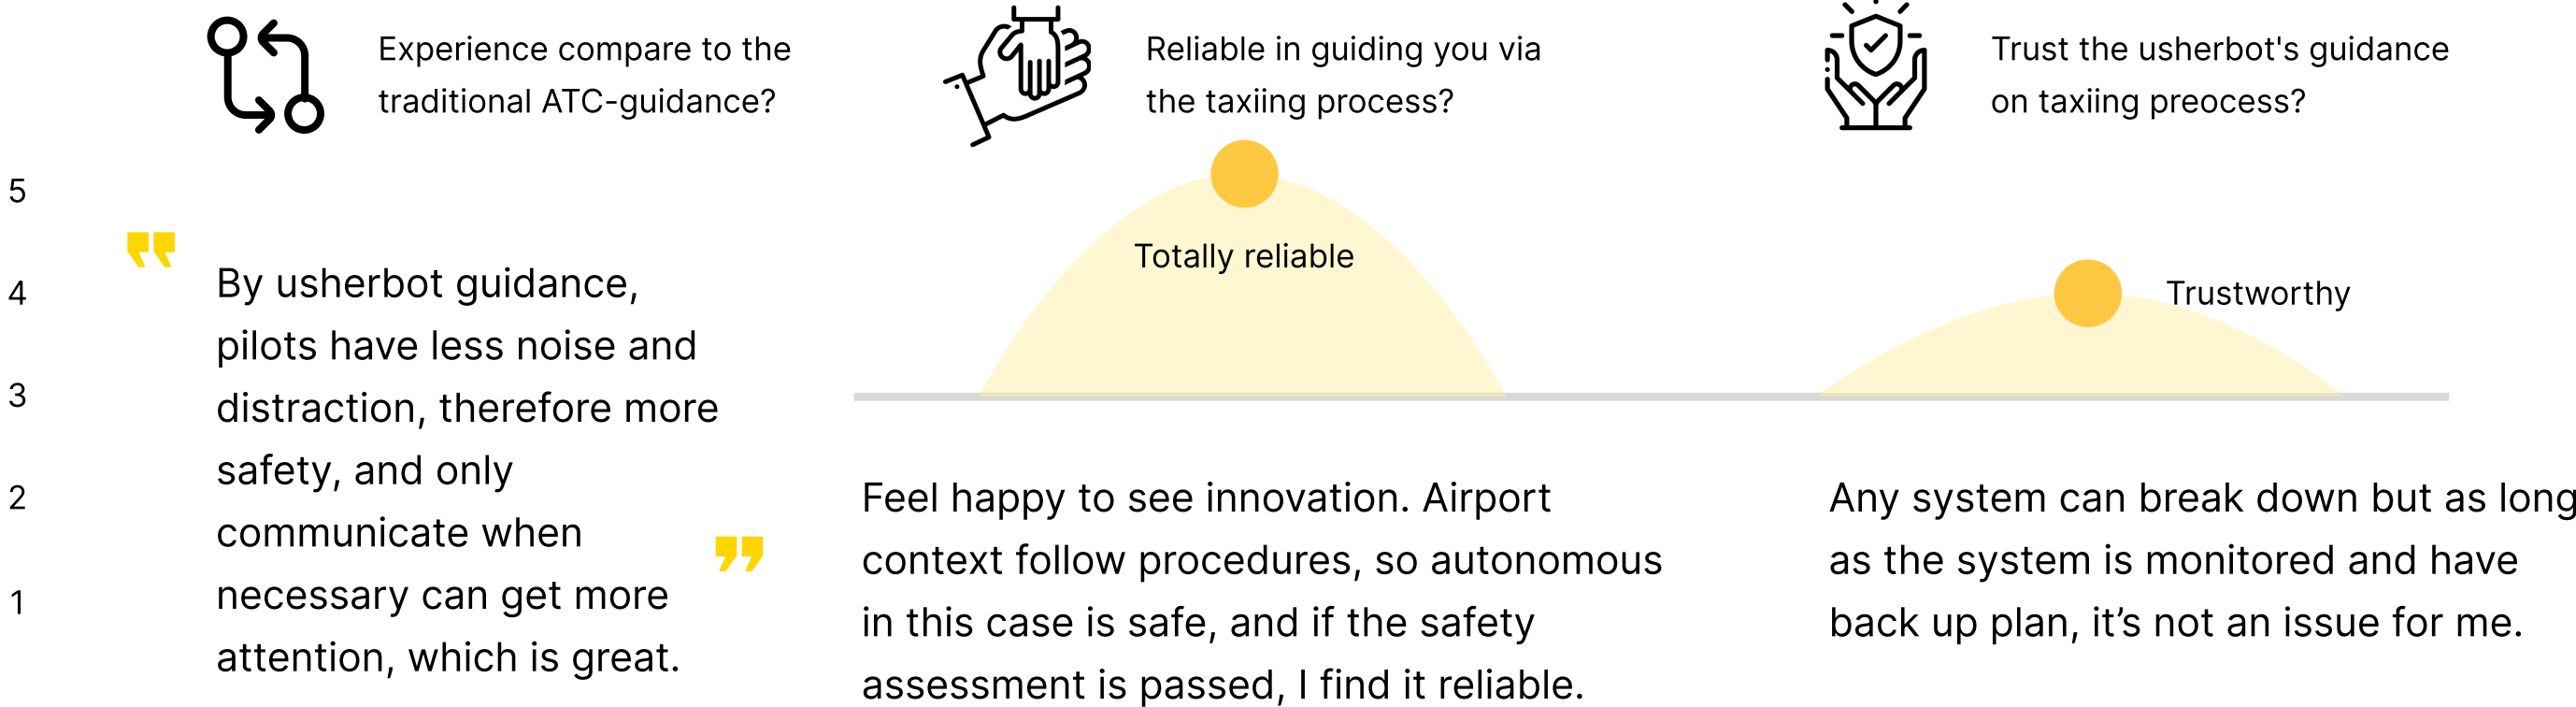 Experience compare to the
traditional ATC-guidance?
Reliable in guiding you via
the taxiing process?
Trust the usherbot's guidance
on taxiing preocess?
5
4
3
2
1
”
By usherbot guidance,
pilots have less noise and
distraction, therefore more
safety, and only
communicate when
necessary can get more
attention, which is great.
”
Totally reliable
Trustworthy
Feel happy to see innovation. Airport
context follow procedures, so autonomous
in this case is safe, and if the safety
assessment is passed, I find it reliable.
Any system can break down but as long
as the system is monitored and have
back up plan, it’s not an issue for me.